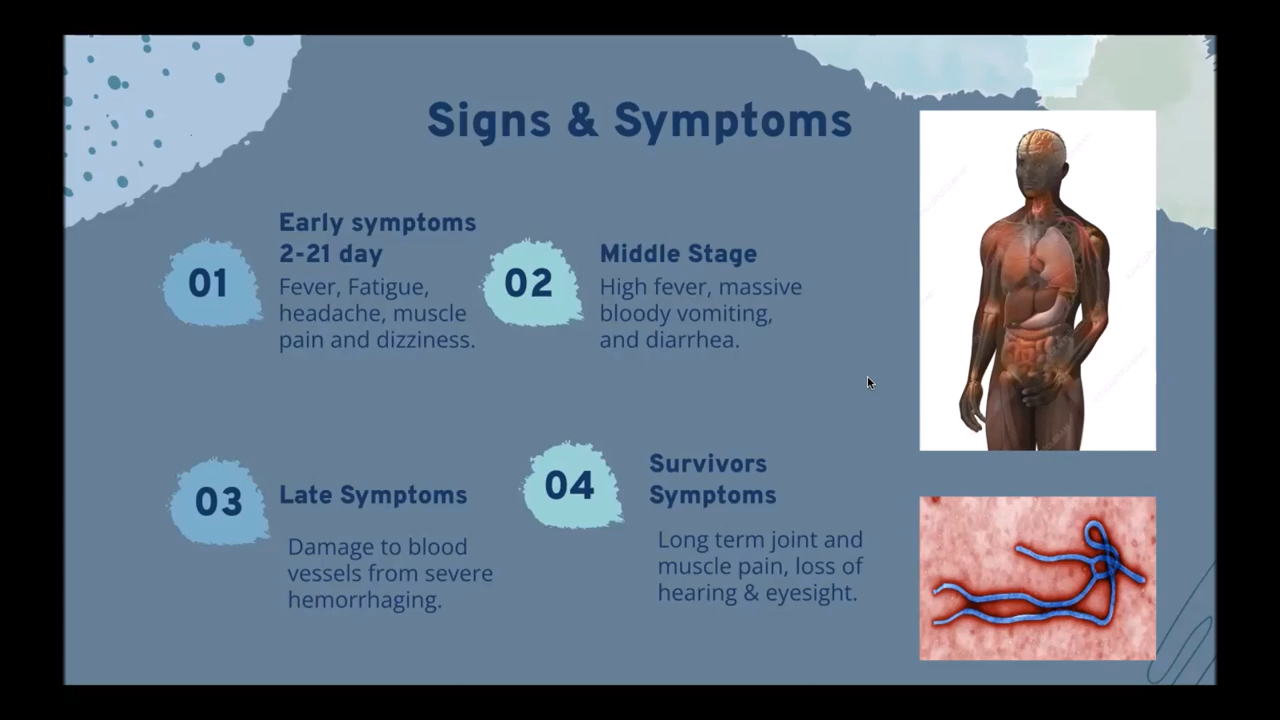 Signs & Symptoms
01
Early symptoms
2-21 day
Fever, Fatigue,
headache, muscle
pain and dizziness.
02
Middle Stage
High fever, massive
bloody vomiting,
and diarrhea.
03
Late Symptoms
Damage to blood
vessels from severe
hemorrhaging.
04
Survivors
Symptoms
Long term joint and
muscle pain, loss of
hearing & eyesight.